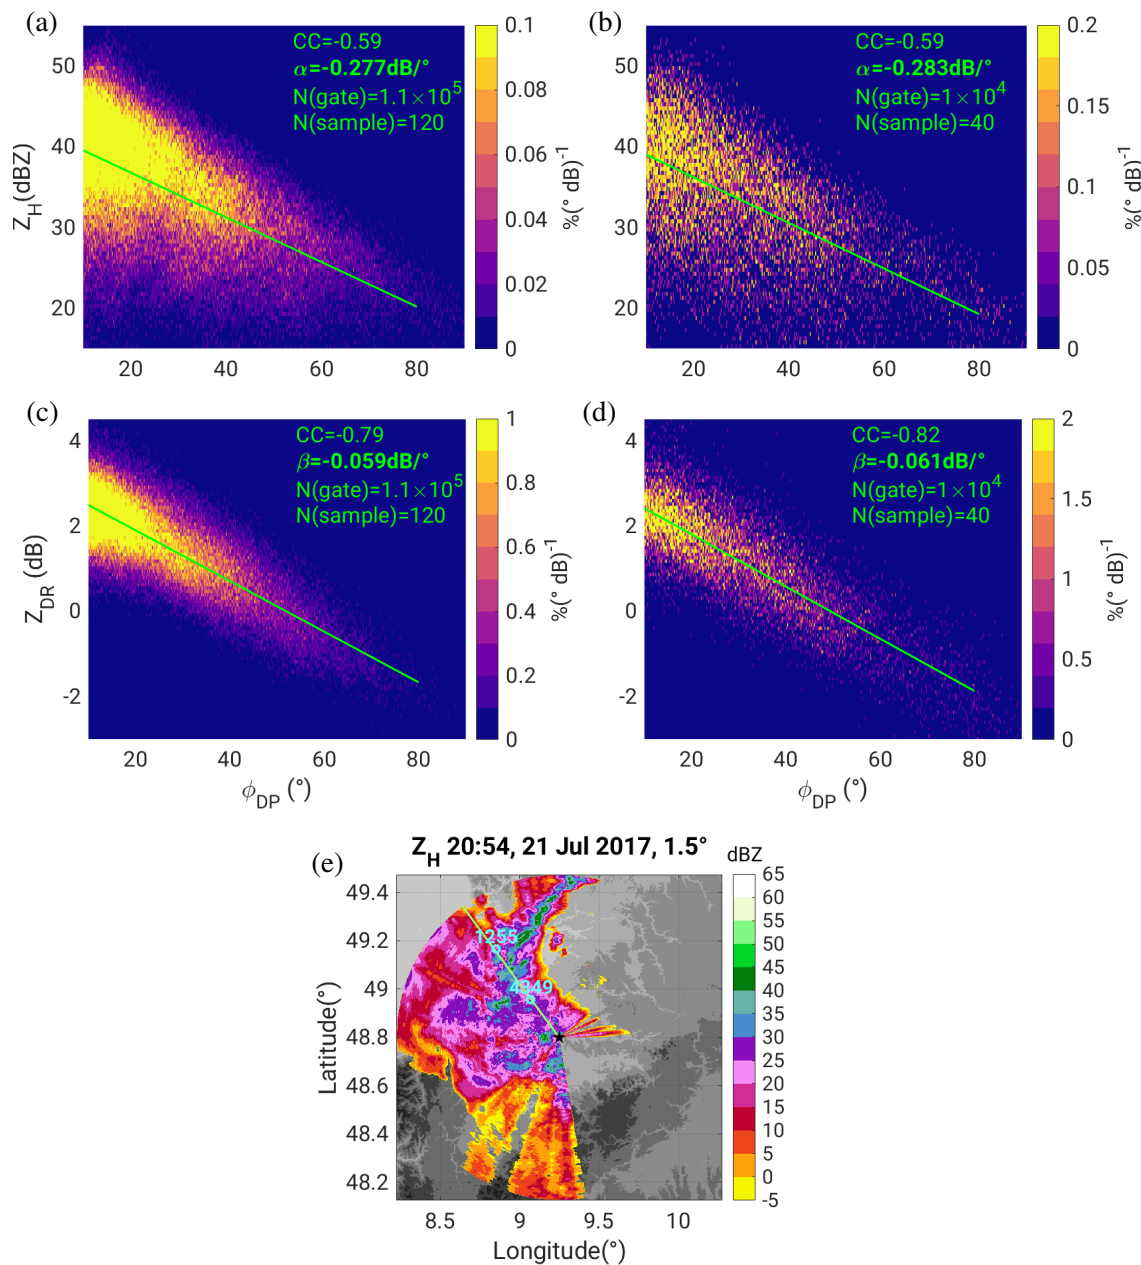 (a)
CC=-0.59
α=-0.277dB/°
N(gate)=1.1×10^5
N(sample)=120
Z_H(dBZ)
50
40
30
20
20 40 60 80
0.1
0.08
0.06
0.04
0.02
0
%(° dB)^-1
(b)
CC=-0.59
α=-0.283dB/°
N(gate)=1×10^4
N(sample)=40
50
40
30
20
20 40 60 80
0.2
0.15
0.1
0.05
0
%(° dB)^-1
(c)
CC=-0.79
β=-0.059dB/°
N(gate)=1.1×10^5
N(sample)=120
Z_DR (dB)
4
2
0
-2
20 40 60 80
ϕ_DP (°)
1
0.8
0.6
0.4
0.2
0
%(° dB)^-1
(d)
CC=-0.82
β=-0.061dB/°
N(gate)=1×10^4
N(sample)=40
4
2
0
-2
20 40 60 80
ϕ_DP (°)
2
1.5
1
0.5
0
%(° dB)^-1
(e)
Z_H 20:54, 21 Jul 2017, 1.5°
dBZ
65
60
55
50
45
40
35
30
25
20
15
10
5
0
-5
Latitude(°)
49.4
49.2
49
48.8
48.6
48.4
48.2
1255
4849
8.5 9 9.5 10
Longitude(°)